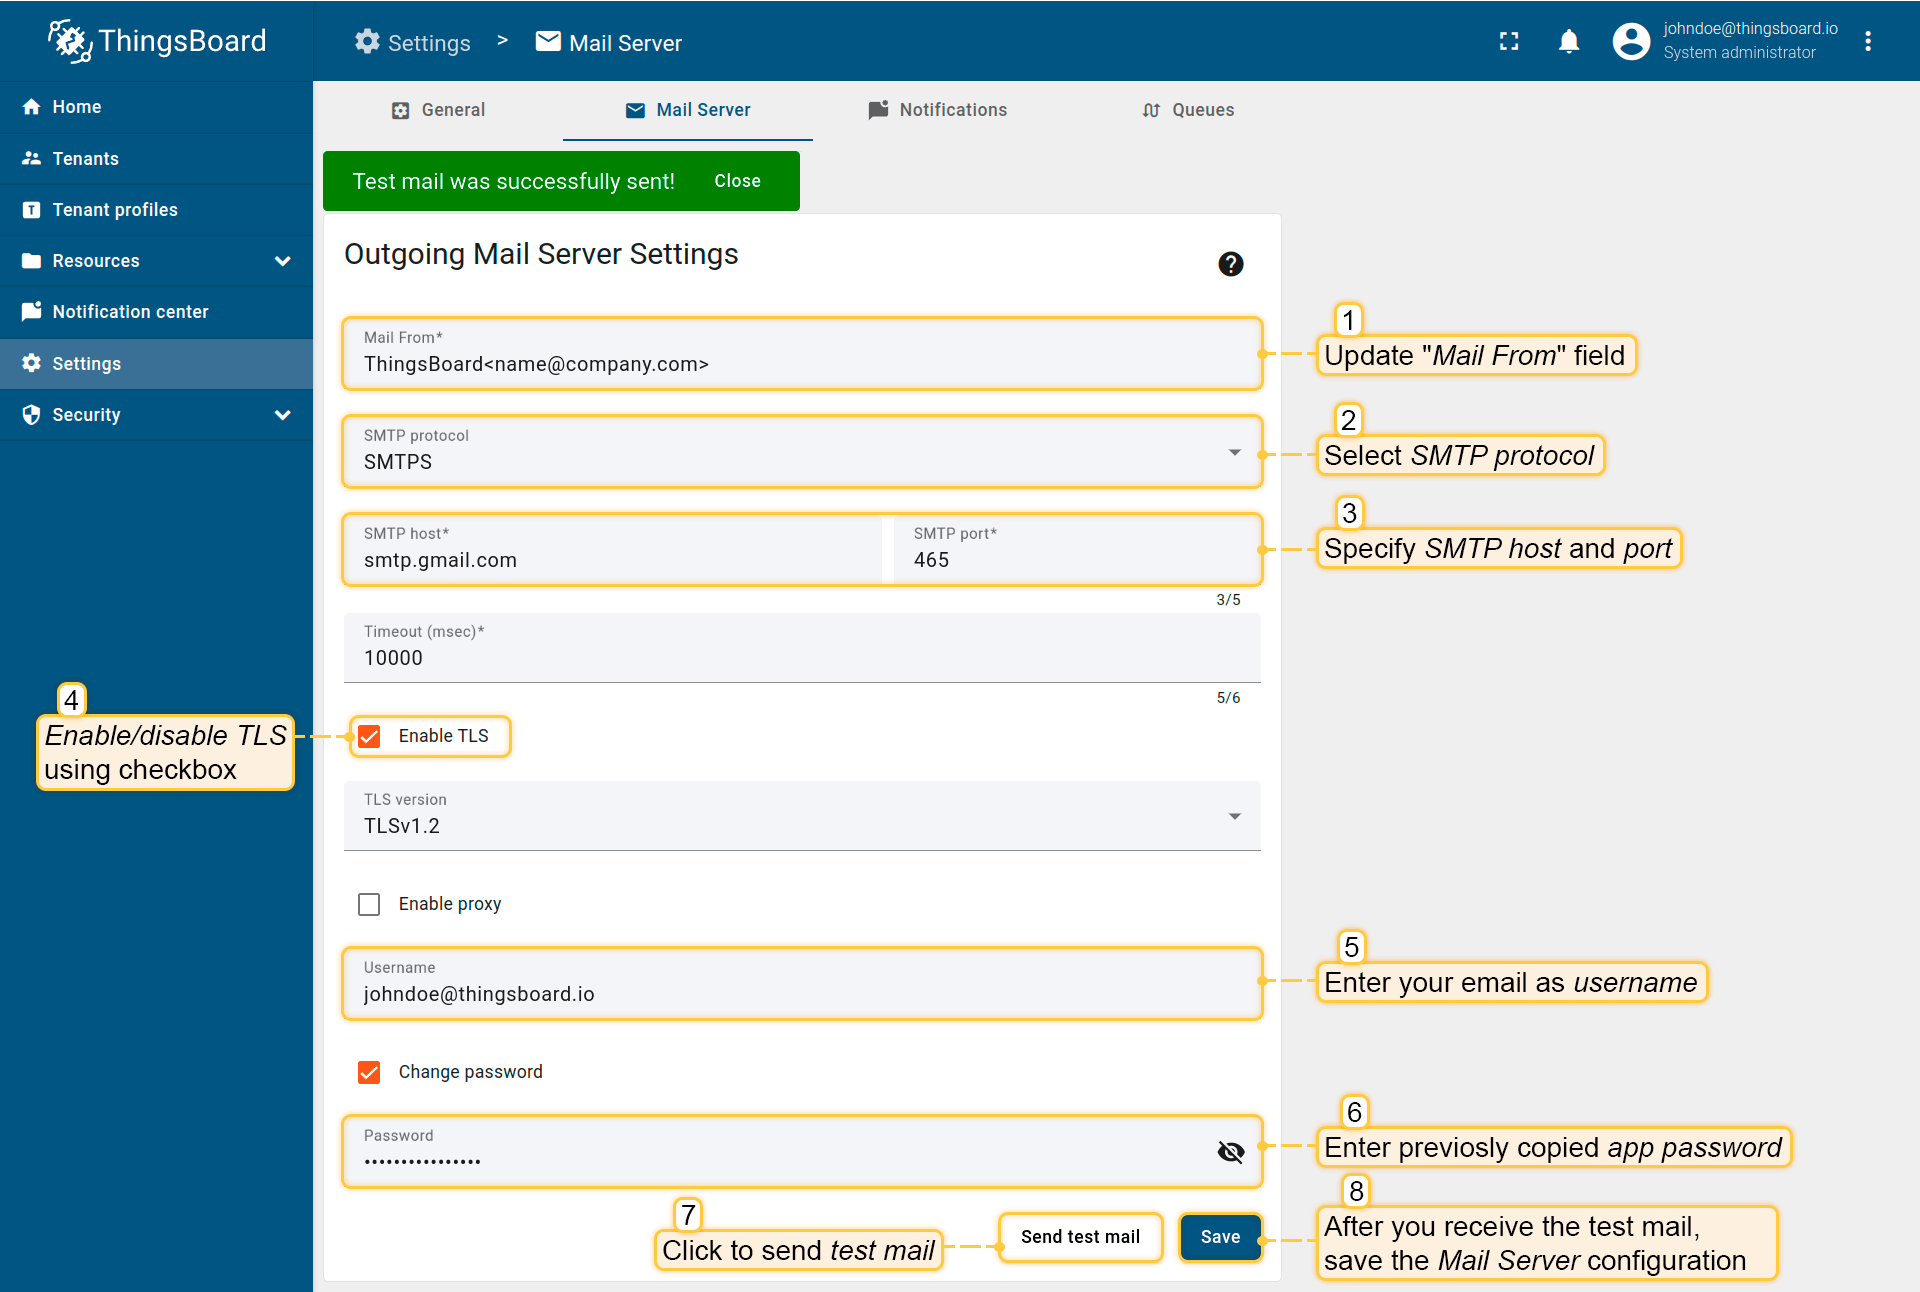 ThingsBoard
Settings > Mail Server
johndoe@thingsboard.io
System administrator
Home
Tenants
Tenant profiles
Resources
Notification center
Settings
Security
General
Mail Server
Notifications
Queues
Test mail was successfully sent! Close
Outgoing Mail Server Settings
?
Mail From*
ThingsBoard<name@company.com>
1
Update "Mail From" field
SMTP protocol
SMTPS
2
Select SMTP protocol
SMTP host*
smtp.gmail.com
SMTP port*
465
3/5
3
Specify SMTP host and port
Timeout (msec)*
10000
5/6
4
Enable/disable TLS
using checkbox
Enable TLS
TLS version
TLSv1.2
Enable proxy
Username
johndoe@thingsboard.io
5
Enter your email as username
Change password
Password
••••••••••••••••
6
Enter previosly copied app password
7
Click to send test mail
Send test mail
Save
8
After you receive the test mail,
save the Mail Server configuration